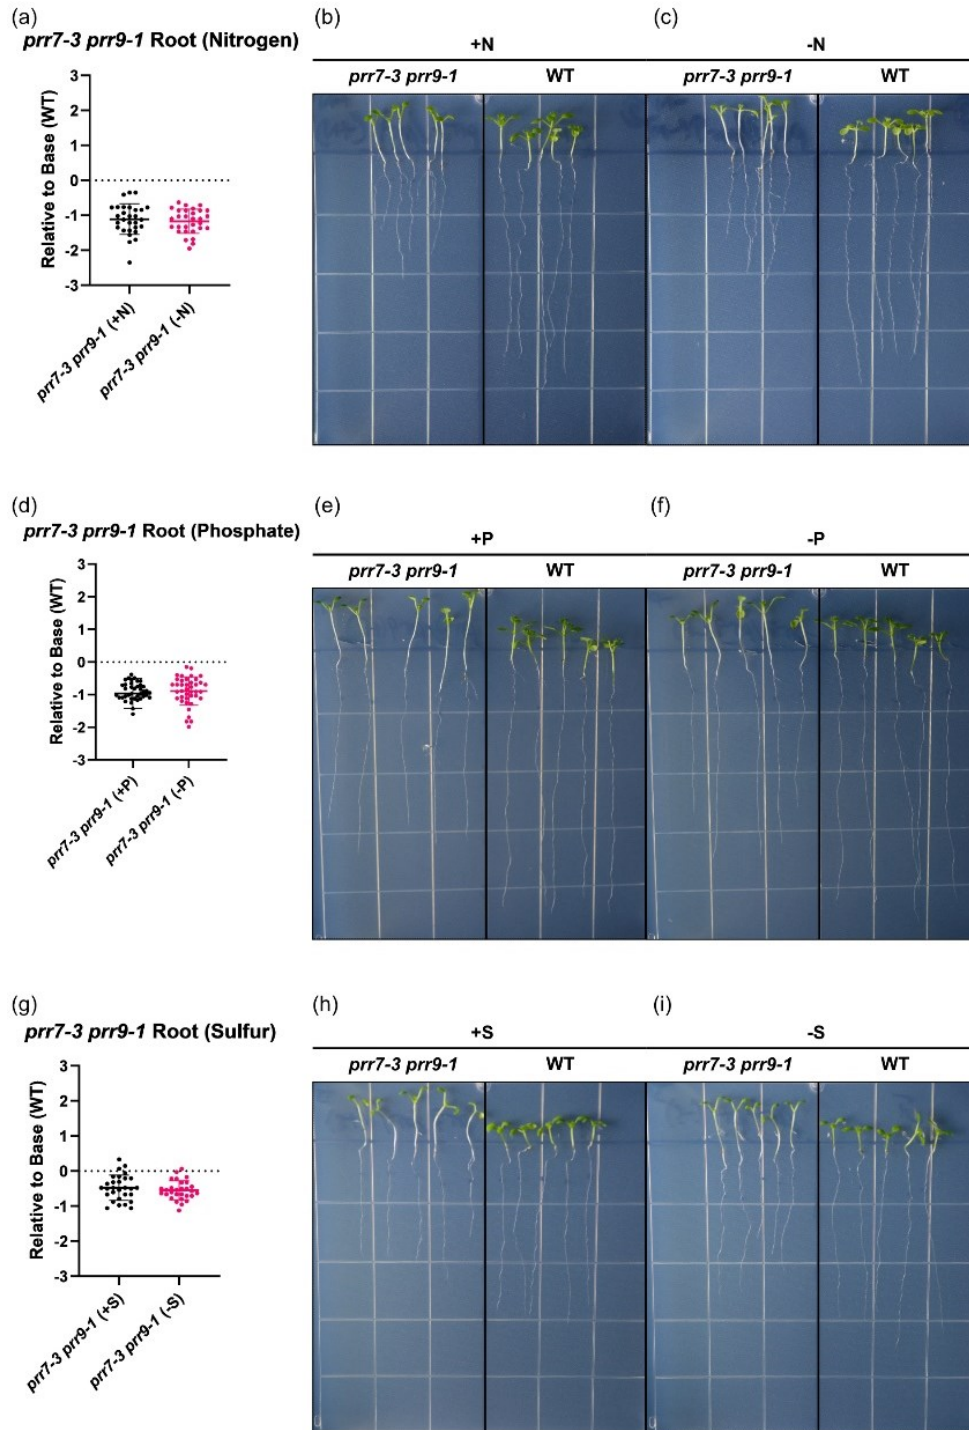 (a)
prr7-3 prr9-1 Root (Nitrogen)
Relative to Base (WT)
3
2
1
0
-1
-2
-3
prr7-3 prr9-1 (+N)
prr7-3 prr9-1 (-N)
(b)
+N
prr7-3 prr9-1
WT
(c)
-N
prr7-3 prr9-1
WT
(d)
prr7-3 prr9-1 Root (Phosphate)
Relative to Base (WT)
3
2
1
0
-1
-2
-3
prr7-3 prr9-1 (+P)
prr7-3 prr9-1 (-P)
(e)
+P
prr7-3 prr9-1
WT
(f)
-P
prr7-3 prr9-1
WT
(g)
prr7-3 prr9-1 Root (Sulfur)
Relative to Base (WT)
3
2
1
0
-1
-2
-3
prr7-3 prr9-1 (+S)
prr7-3 prr9-1 (-S)
(h)
+S
prr7-3 prr9-1
WT
(i)
-S
prr7-3 prr9-1
WT